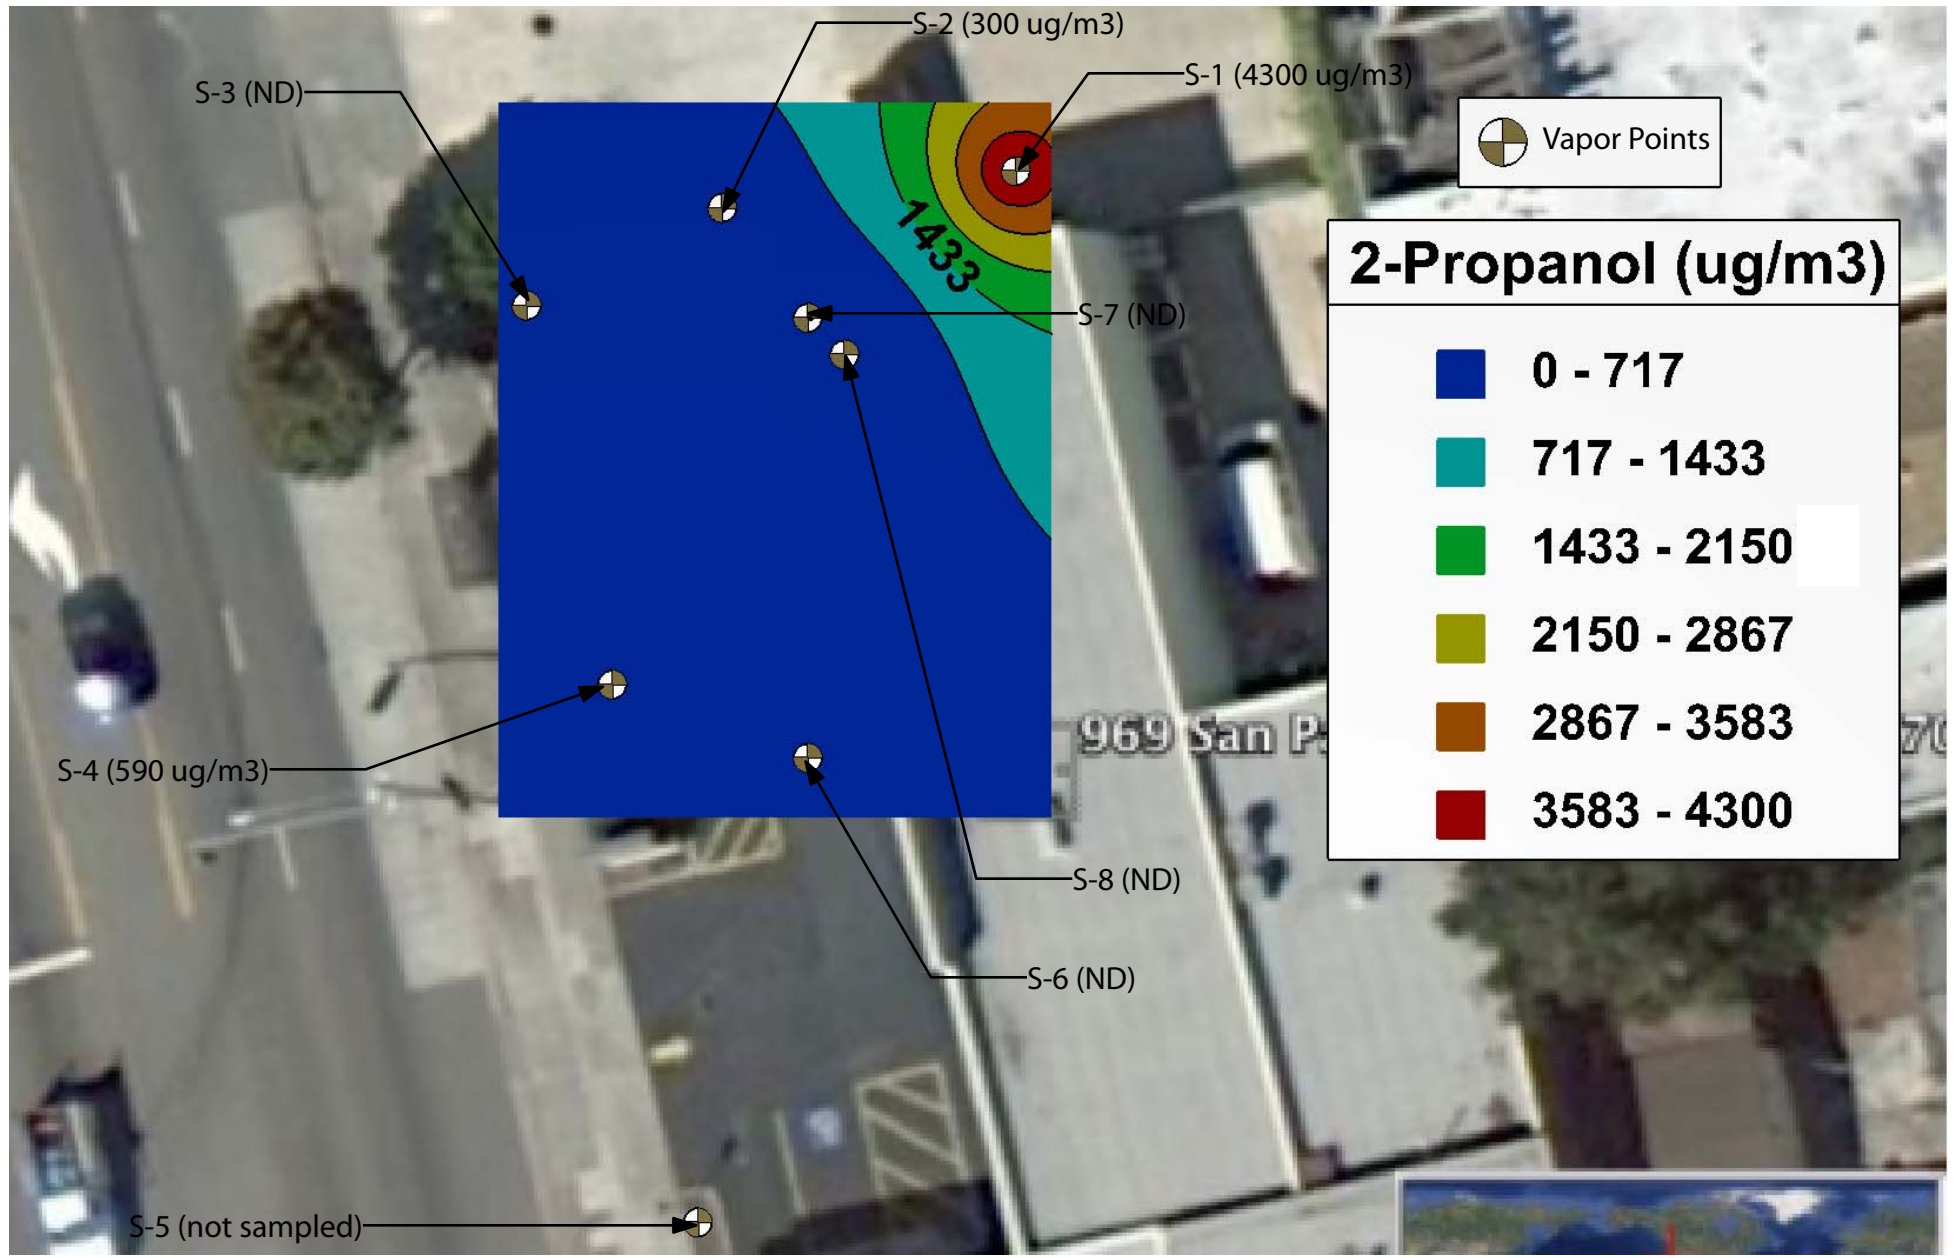 S-2 (300 ug/m3)
S-1 (4300 ug/m3)
S-3 (ND)
Vapor Points
1433
2-Propanol (ug/m3)
S-7 (ND)
0 - 717
717 - 1433
1433 - 2150
2150 - 2867
2867 - 3583
3583 - 4300
969 San P
70
S-4 (590 ug/m3)
S-8 (ND)
S-6 (ND)
S-5 (not sampled)